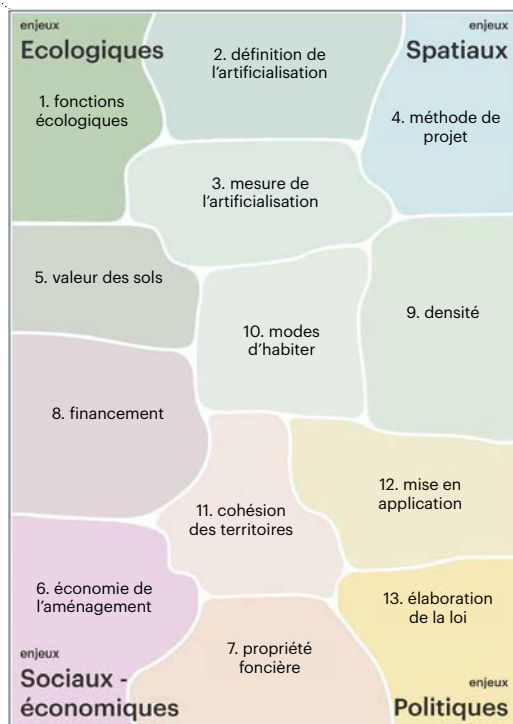 enjeux
Ecologiques
enjeux
Spatiaux
2. définition de
l'artificialisation
1. fonctions
écologiques
4. méthode de
projet
3. mesure de
l'artificialisation
5. valeur des sols
9. densité
10. modes
d'habiter
8. financement
12. mise en
application
11. cohésion
des territoires
6. économie de
l'aménagement
13. élaboration
de la loi
7. propriété
foncière
enjeux
Sociaux -
économiques
enjeux
Politiques